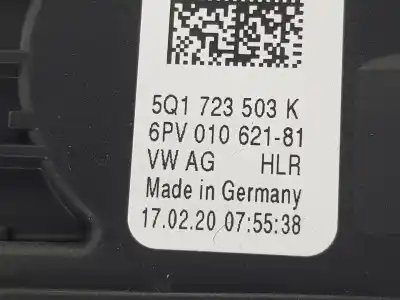 5Q1 723 503 K
6PV 010 621-81
VW AG HLR
Made in Germany
17.02.20 07:55:38